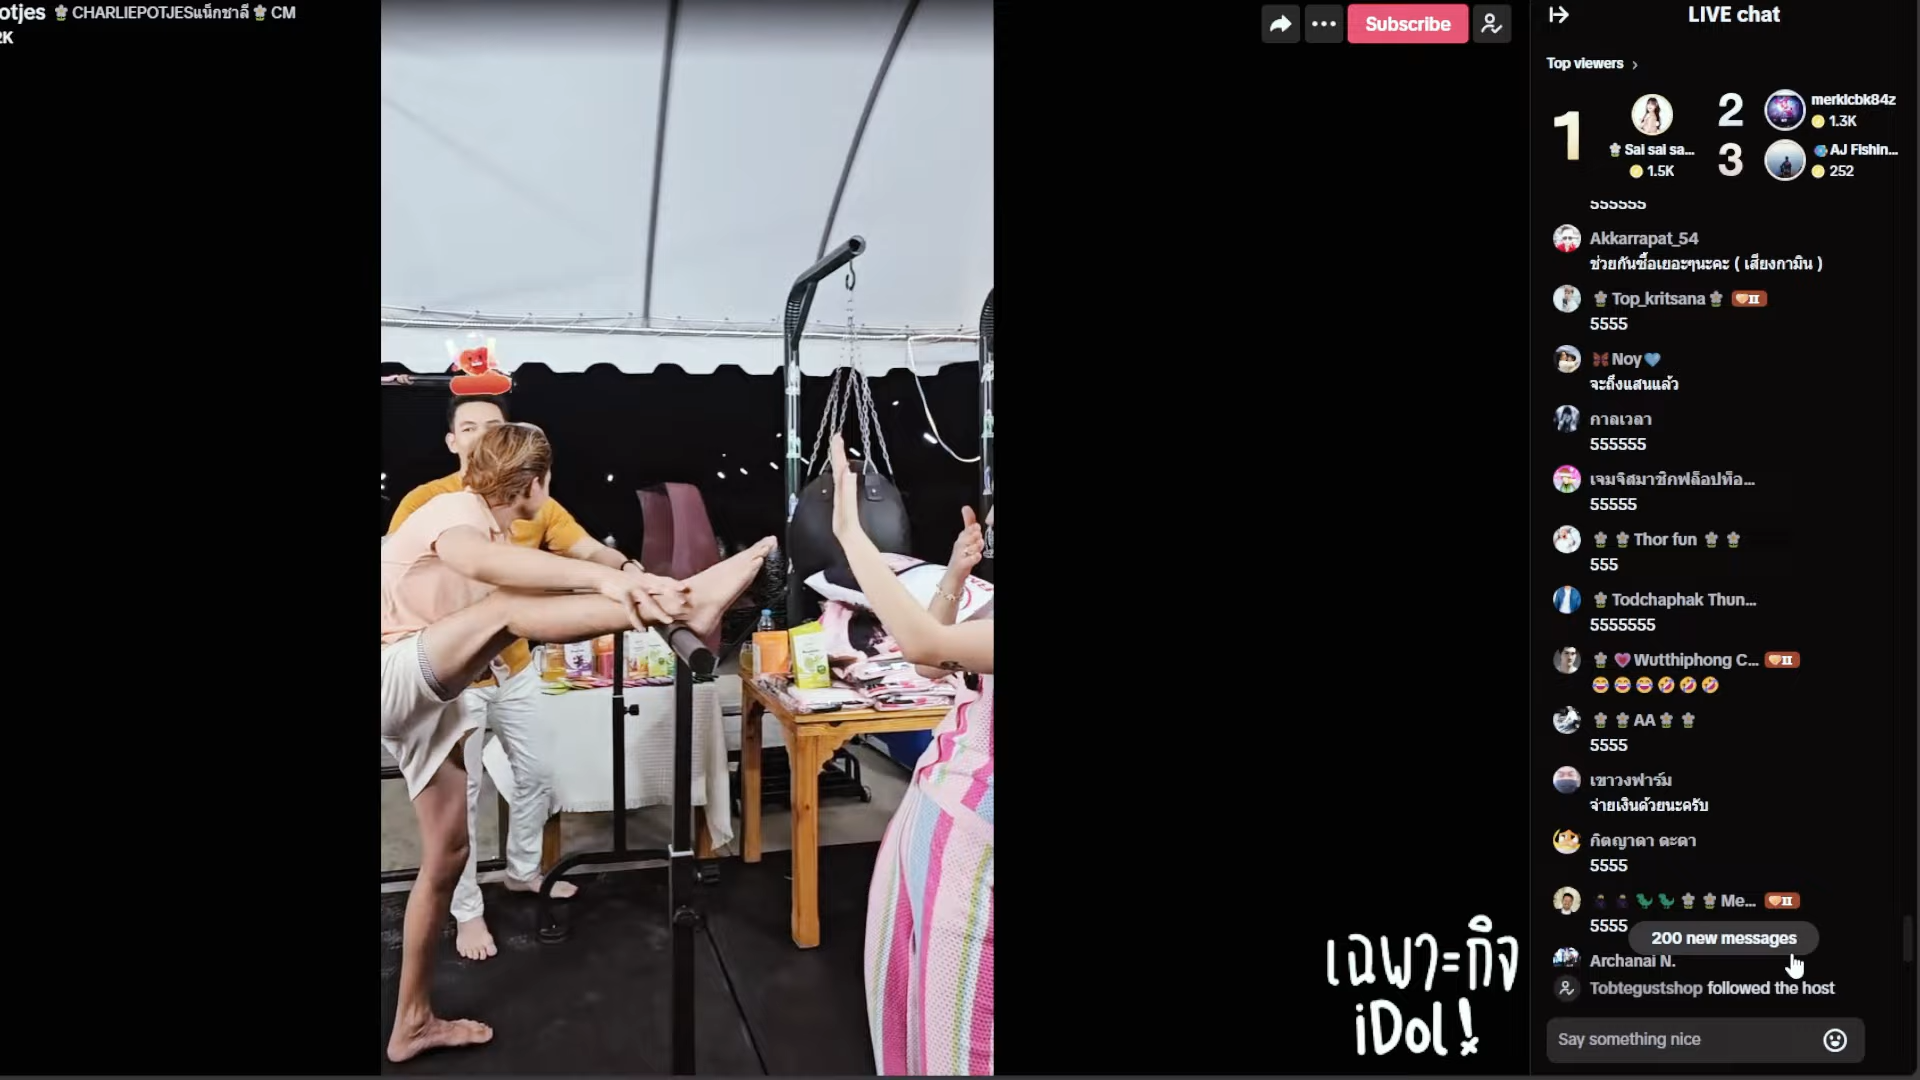 otjes CHARLIEPOTJESแน็กชาลี CM
2K
Subscribe
LIVE chat
Top viewers
1
Sai sai sa...
1.5K
2
merklcbk84z
1.3K
3
AJ Fishin...
252
555555
Akkarrapat_54
ช่วยกันซื้อเยอะๆนะคะ ( เสียงกามิน )
Top_kritsana
II
5555
Noy
จะถึงแสนแล้ว
กาลเวลา
555555
เจมจิสมาชิกฟล็อปท็อ...
55555
Thor fun
555
Todchaphak Thun...
5555555
Wutthiphong C...
II
AA
5555
เขาวงฟาร์ม
จ่ายเงินด้วยนะครับ
กิตญาดา ตะดา
5555
Me...
II
5555
200 new messages
Archanai N.
Tobtegustshop followed the host
Say something nice
เฉพาะกิจ
iDol!